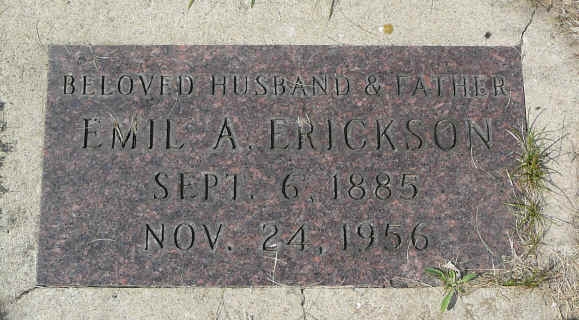 BELOVED HUSBAND & FATHER
EMIL A. ERICKSON
SEPT. 6, 1885
NOV. 24, 1956